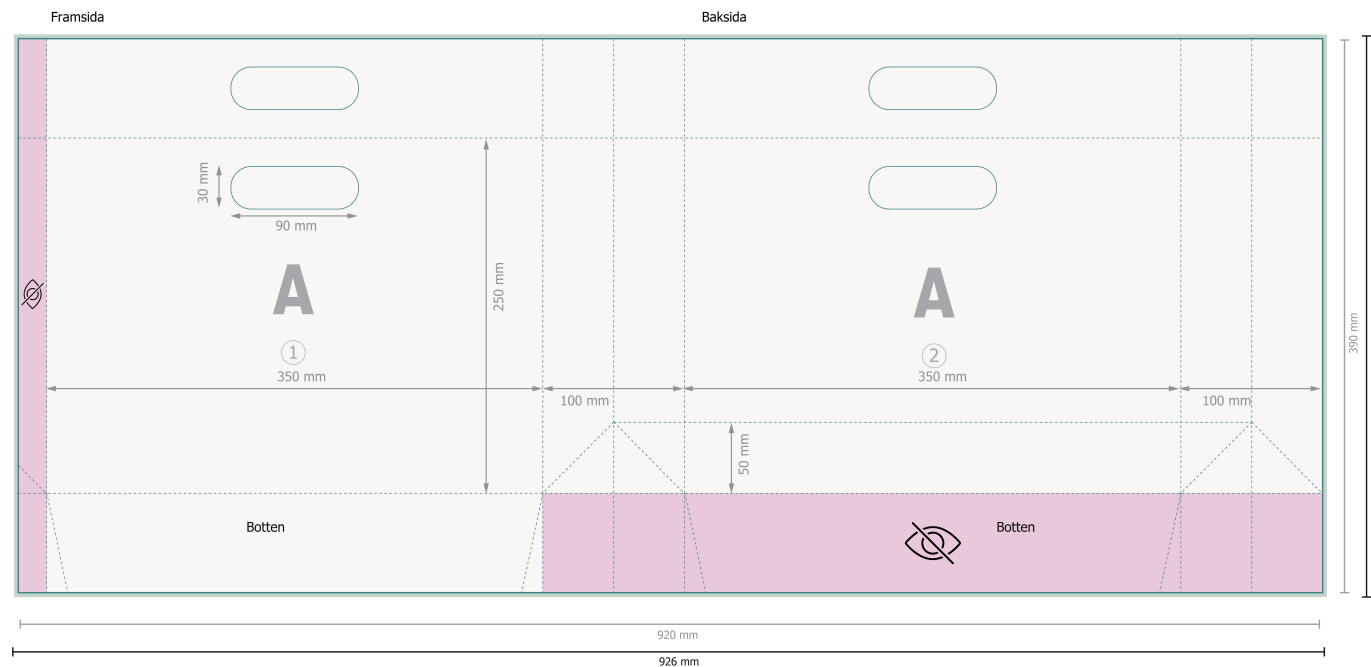 Framsida
Baksida
30 mm
90 mm
250 mm
A
A
1
2
350 mm
350 mm
100 mm
100 mm
390 mm
50 mm
Botten
Botten
920 mm
926 mm